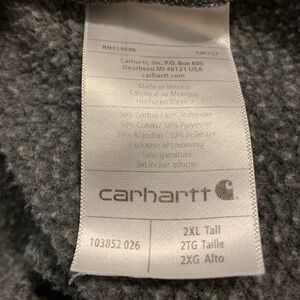 RN#14806
Carhartt, Inc. P.O. Box 600
Dearborn MI 48121 USA
carhartt.com
Made in Mexico
Fabriqué au Mexique
Hecho en México
50% Cotton / 50% Polyester
50% Coton / 50% Polyester
50% Algodón / 50% Poliéster
Exclusive of trimming
Sans garniture
Sin incluir adorno
carhartt
103852 026
2XL Tall
2TG Taille
2XG Alto